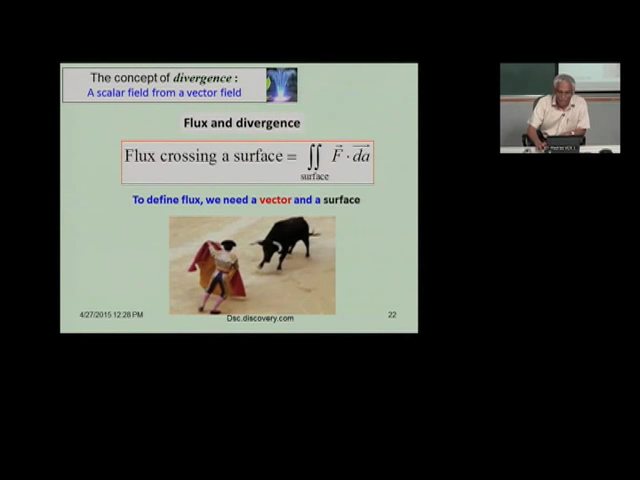 The concept of divergence :
A scalar field from a vector field
Flux and divergence
Flux crossing a surface = ∬ F⃗ · da⃗
surface
To define flux, we need a vector and a surface
4/27/2015 12:28 PM
Dsc.discovery.com
22